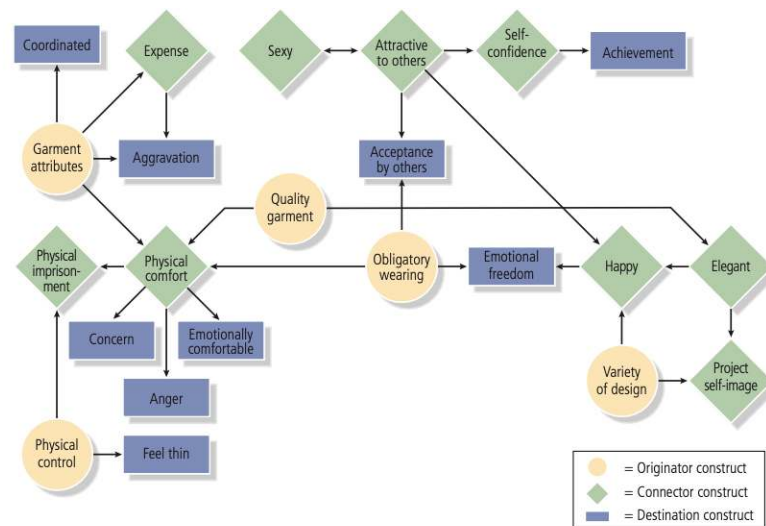 Coordinated
Expense
Sexy
Attractive
to others
Self-
confidence
Achievement
Garment
attributes
Aggravation
Acceptance
by others
Quality
garment
Physical
imprison-
ment
Physical
comfort
Obligatory
wearing
Emotional
freedom
Happy
Elegant
Concern
Emotionally
comfortable
Anger
Variety
of design
Project
self-image
Physical
control
Feel thin
= Originator construct
= Connector construct
= Destination construct